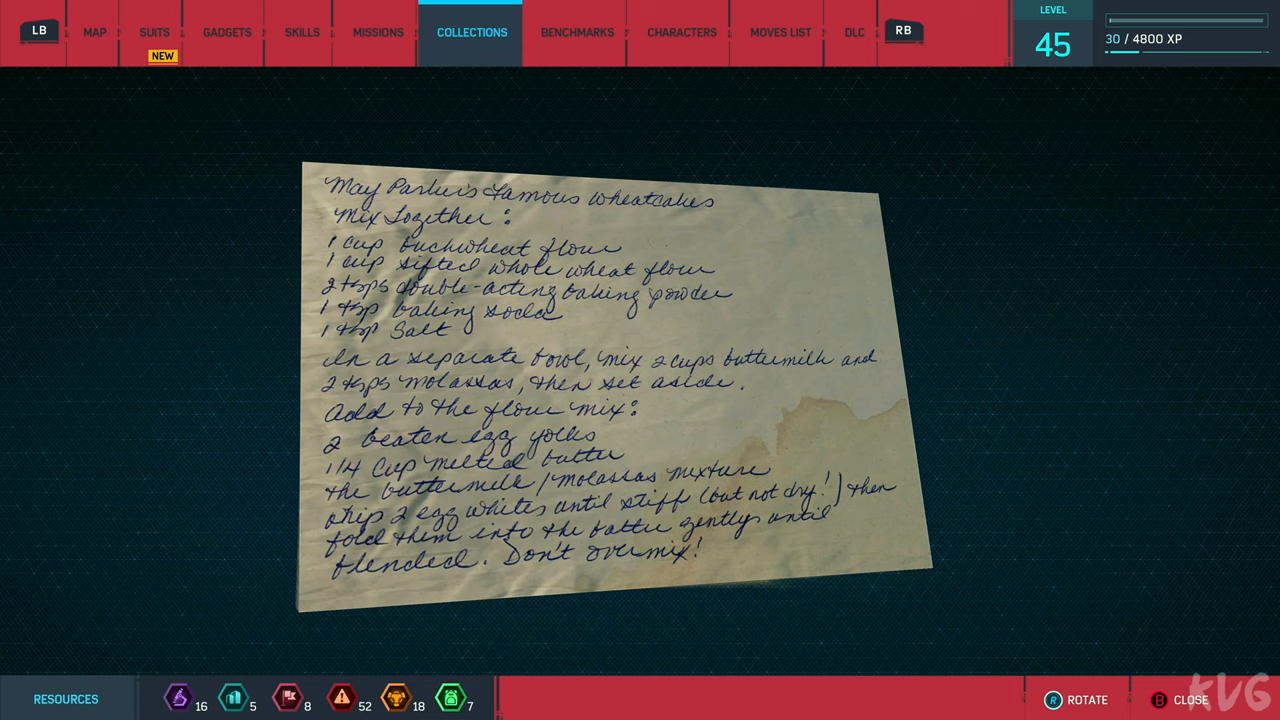 LB MAP SUITS GADGETS SKILLS MISSIONS COLLECTIONS BENCHMARKS CHARACTERS MOVES LIST DLC RB
NEW
LEVEL
45
30 / 4800 XP
May Parker's Famous Wheatcakes
Mix Together:
1 cup buckwheat flour
1 cup sifted whole wheat flour
2 tsps double-acting baking powder
1 tsp baking soda
1 tsp Salt
In a separate bowl, mix 2 cups buttermilk and
2 tsps molassas, then set aside.
Add to the flour mix:
2 beaten egg yolks
1/4 Cup melted butter
the buttermilk/molassas mixture
whip 2 egg whites until stiff (but not dry!) then
fold them into the batter gently until
blended. Don't overmix!
RESOURCES 16 5 8 52 18 7
R ROTATE B CLOSE
KVG